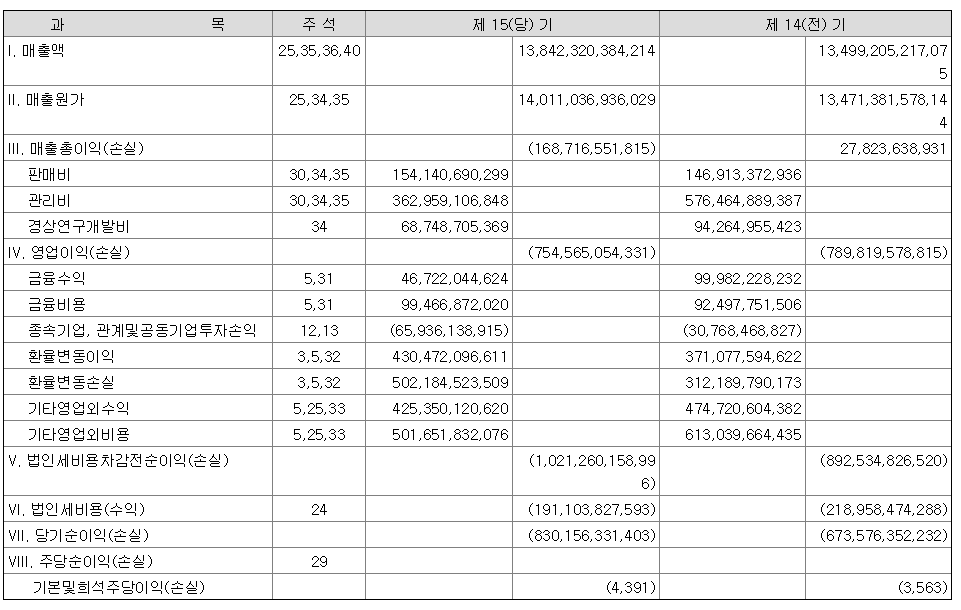 과 목 주 석 제 15(당) 기 제 14(전) 기
I. 매출액 25,35,36,40 13,842,320,384,214 13,499,205,217,07
5
II. 매출원가 25,34,35 14,011,036,936,029 13,471,381,578,14
4
III. 매출총이익(손실) (168,716,551,815) 27,823,638,931
판매비 30,34,35 154,140,690,299 146,913,372,936
관리비 30,34,35 362,959,106,848 576,464,889,387
경상연구개발비 34 68,748,705,369 94,264,955,423
IV. 영업이익(손실) (754,565,054,331) (789,819,578,815)
금융수익 5,31 46,722,044,624 99,982,228,232
금융비용 5,31 99,466,872,020 92,497,751,506
종속기업, 관계및공동기업투자손익 12,13 (65,936,138,915) (30,768,468,827)
환율변동이익 3,5,32 430,472,096,611 371,077,594,622
환율변동손실 3,5,32 502,184,523,509 312,189,790,173
기타영업외수익 5,25,33 425,350,120,620 474,720,604,382
기타영업외비용 5,25,33 501,651,832,076 613,039,664,435
V. 법인세비용차감전순이익(손실) (1,021,260,158,99 (892,534,826,520)
6)
VI. 법인세비용(수익) 24 (191,103,827,593) (218,958,474,288)
VII. 당기순이익(손실) (830,156,331,403) (673,576,352,232)
VIII. 주당순이익(손실) 29
기본및희석주당이익(손실) (4,391) (3,563)